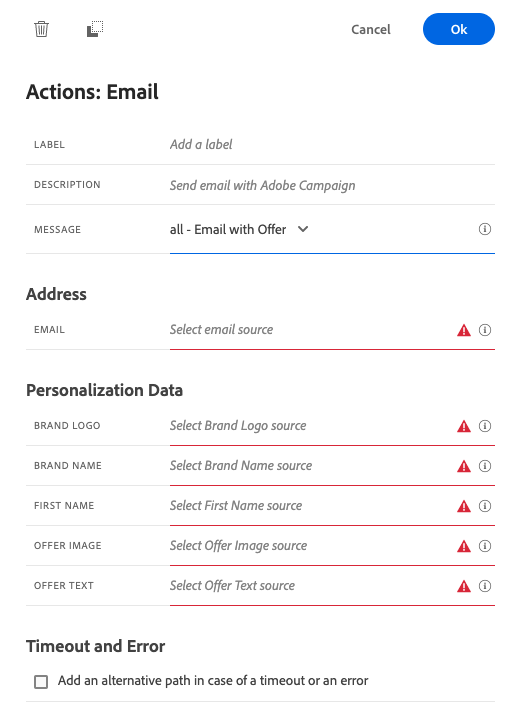 Cancel Ok
Actions: Email
LABEL Add a label
DESCRIPTION Send email with Adobe Campaign
MESSAGE all - Email with Offer
Address
EMAIL Select email source
Personalization Data
BRAND LOGO Select Brand Logo source
BRAND NAME Select Brand Name source
FIRST NAME Select First Name source
OFFER IMAGE Select Offer Image source
OFFER TEXT Select Offer Text source
Timeout and Error
Add an alternative path in case of a timeout or an error